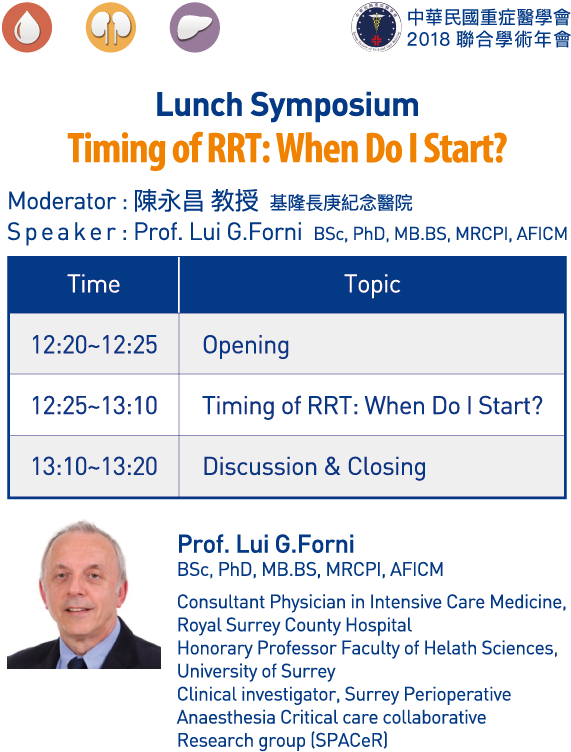 中華民國重症醫學會
2018 聯合學術年會
Lunch Symposium
Timing of RRT: When Do I Start?
Moderator : 陳永昌 教授 基隆長庚紀念醫院
Speaker : Prof. Lui G.Forni BSc, PhD, MB.BS, MRCPI, AFICM
Time Topic
12:20~12:25 Opening
12:25~13:10 Timing of RRT: When Do I Start?
13:10~13:20 Discussion & Closing
Prof. Lui G.Forni
BSc, PhD, MB.BS, MRCPI, AFICM
Consultant Physician in Intensive Care Medicine,
Royal Surrey County Hospital
Honorary Professor Faculty of Helath Sciences,
University of Surrey
Clinical investigator, Surrey Perioperative
Anaesthesia Critical care collaborative
Research group (SPACeR)